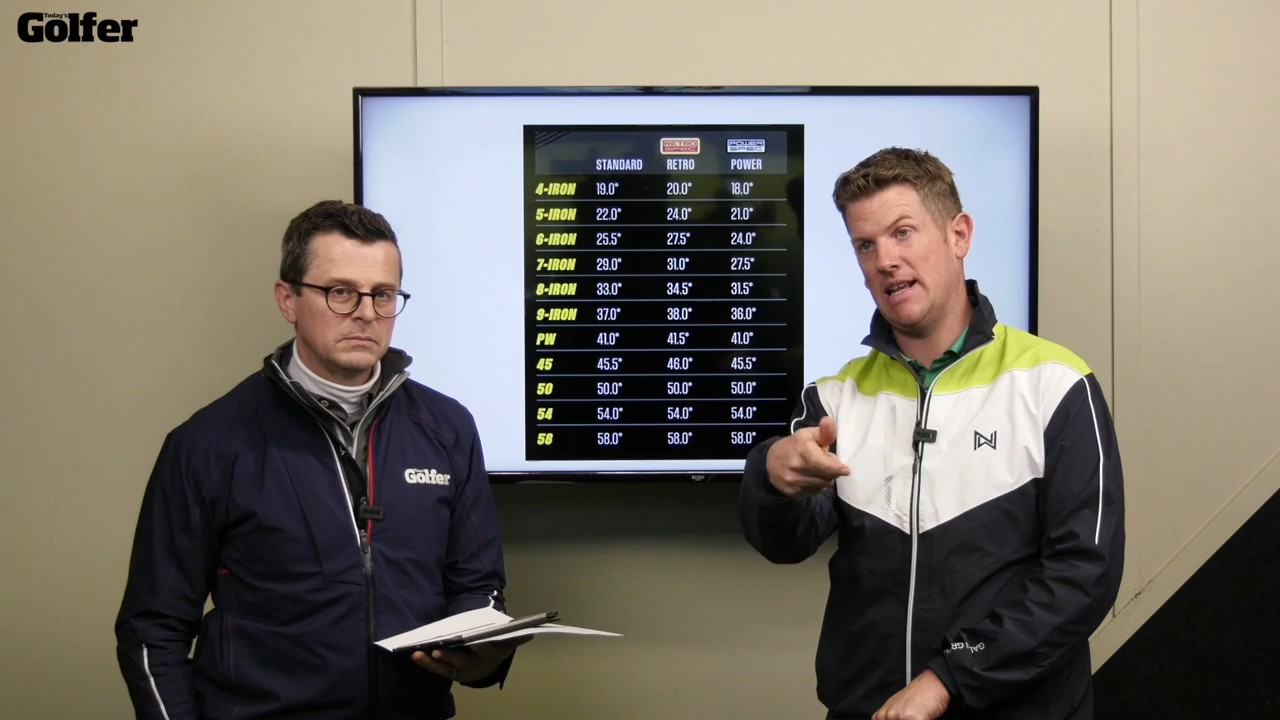 Today's
Golfer
RETRO SPEC POWER SPEC
STANDARD RETRO POWER
4-IRON 19.0° 20.0° 18.0°
5-IRON 22.0° 24.0° 21.0°
6-IRON 25.5° 27.5° 24.0°
7-IRON 29.0° 31.0° 27.5°
8-IRON 33.0° 34.5° 31.5°
9-IRON 37.0° 38.0° 36.0°
PW 41.0° 41.5° 41.0°
45 45.5° 46.0° 45.5°
50 50.0° 50.0° 50.0°
54 54.0° 54.0° 54.0°
58 58.0° 58.0° 58.0°
Golfer